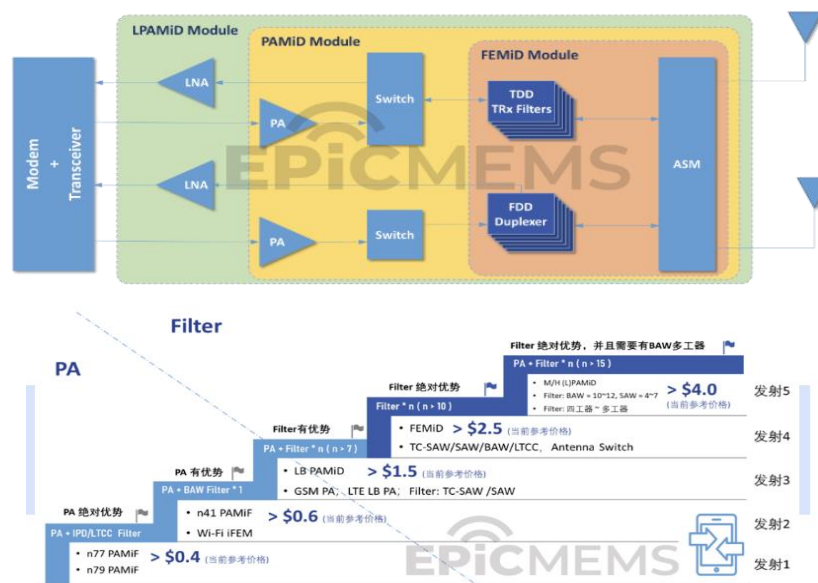 LPAMiD Module
PAMiD Module
FEMiD Module
LNA
Switch
TDD
TRx Filters
PA
Modem
+
Transceiver
ASM
LNA
FDD
Duplexer
PA
Switch
EPiCMEMS
Filter
PA
Filter 绝对优势,并且需要有BAW多工器
PA + Filter * n ( n > 15 )
• M/H (L)PAMiD
• Filter: BAW = 10~12, SAW = 4~7
• Filter: 四工器 ~ 多工器
> $4.0
(当前参考价格)
发射5
Filter 绝对优势
Filter * n ( n > 10 )
• FEMiD > $2.5 (当前参考价格)
• TC-SAW/SAW/BAW/LTCC, Antenna Switch
发射4
Filter有优势
PA + Filter * n ( n > 7 )
• LB PAMiD > $1.5 (当前参考价格)
• GSM PA; LTE LB PA; Filter: TC-SAW /SAW
发射3
PA 有优势
PA + BAW Filter * 1
• n41 PAMiF > $0.6 (当前参考价格)
• Wi-Fi iFEM
发射2
PA 绝对优势
PA + IPD/LTCC Filter
• n77 PAMiF > $0.4 (当前参考价格)
• n79 PAMiF
发射1
EPiCMEMS